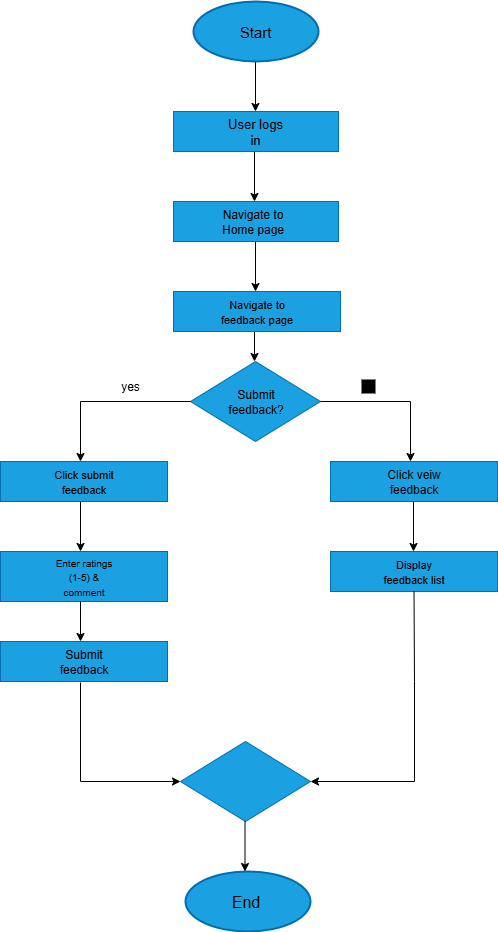 Start
User logs
in
Navigate to
Home page
Navigate to
feedback page
Submit
feedback?
yes
Click submit
feedback
Click veiw
feedback
Enter ratings
(1-5) &
comment
Display
feedback list
Submit
feedback
End